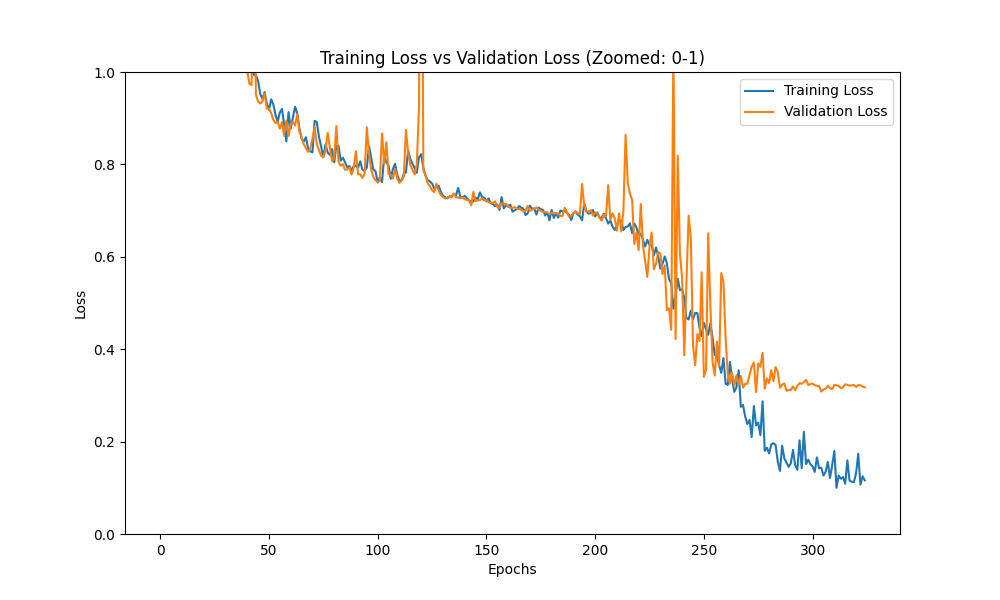 Training Loss vs Validation Loss (Zoomed: 0-1)
Training Loss
Validation Loss
1.0
0.8
0.6
0.4
0.2
0.0
Loss
0 50 100 150 200 250 300
Epochs